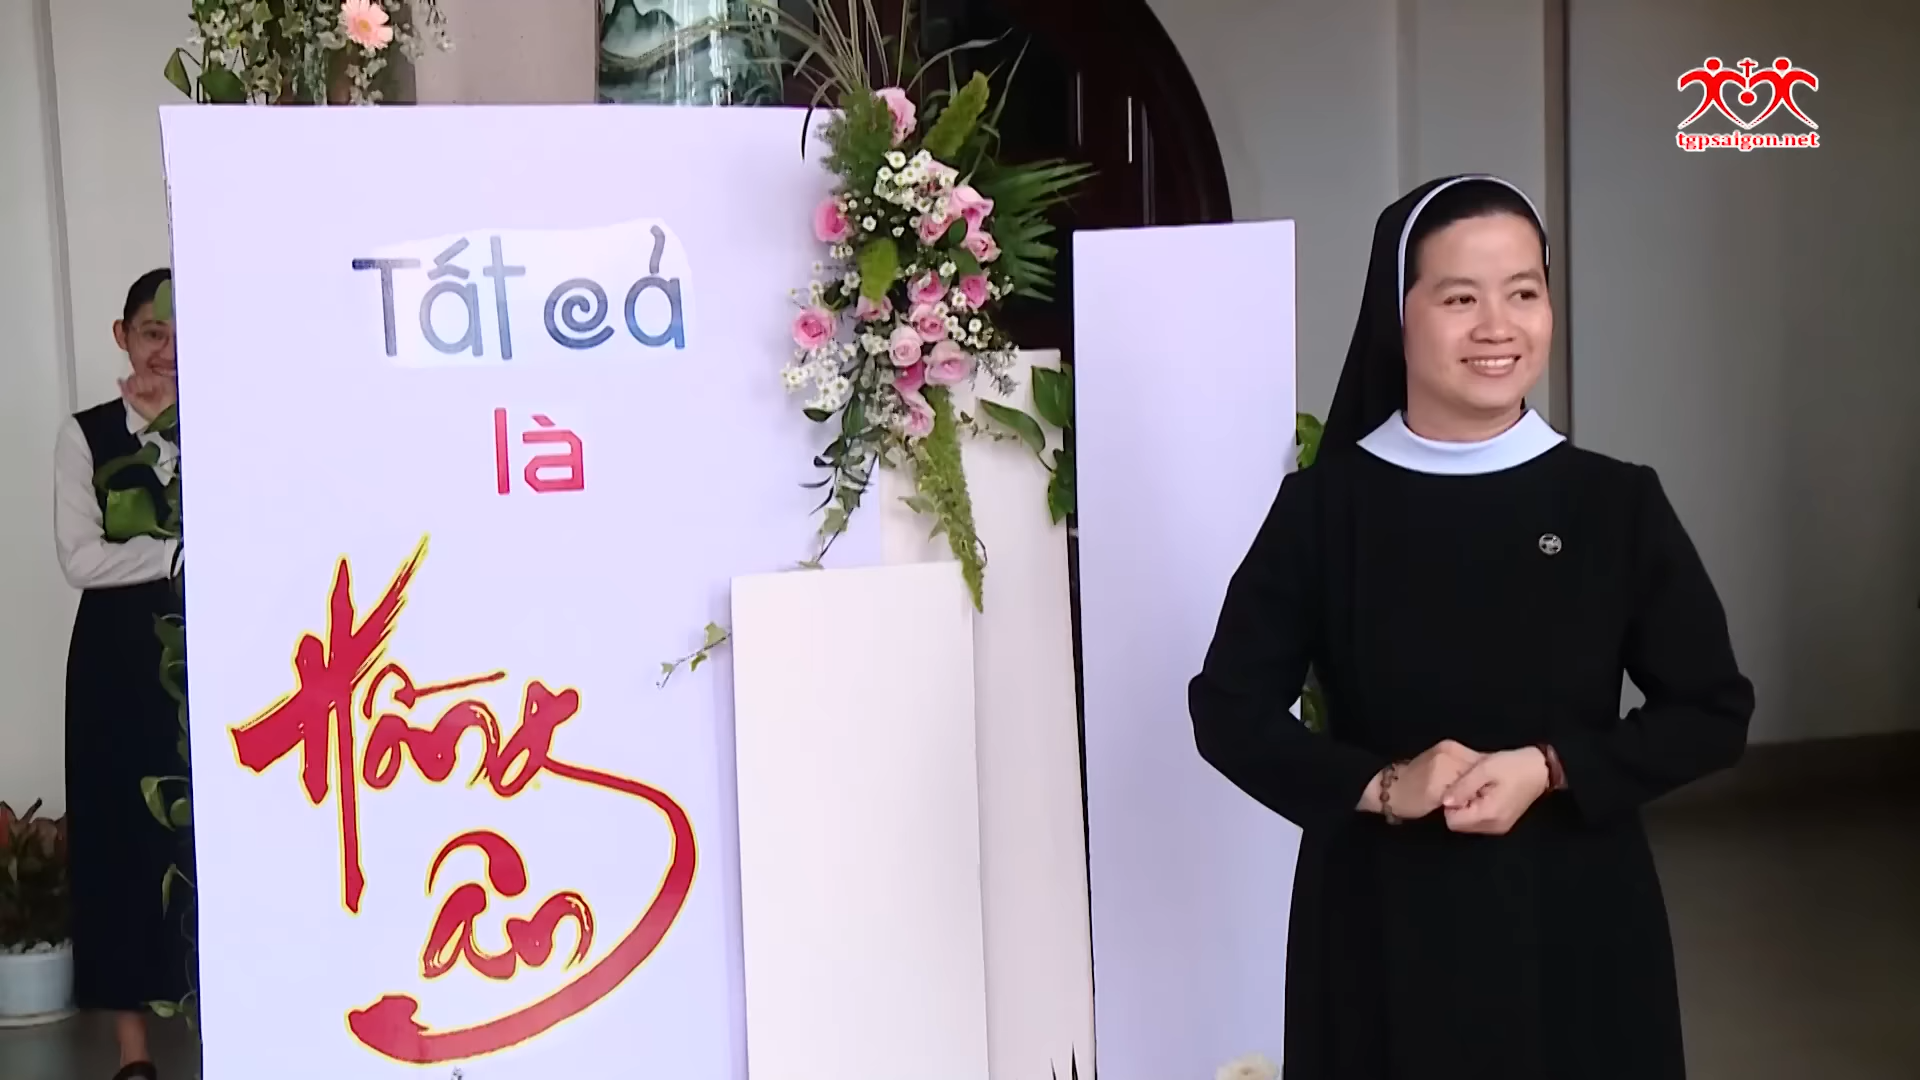 tgpsaigon.net
Tất cả
là
Hồng
ân